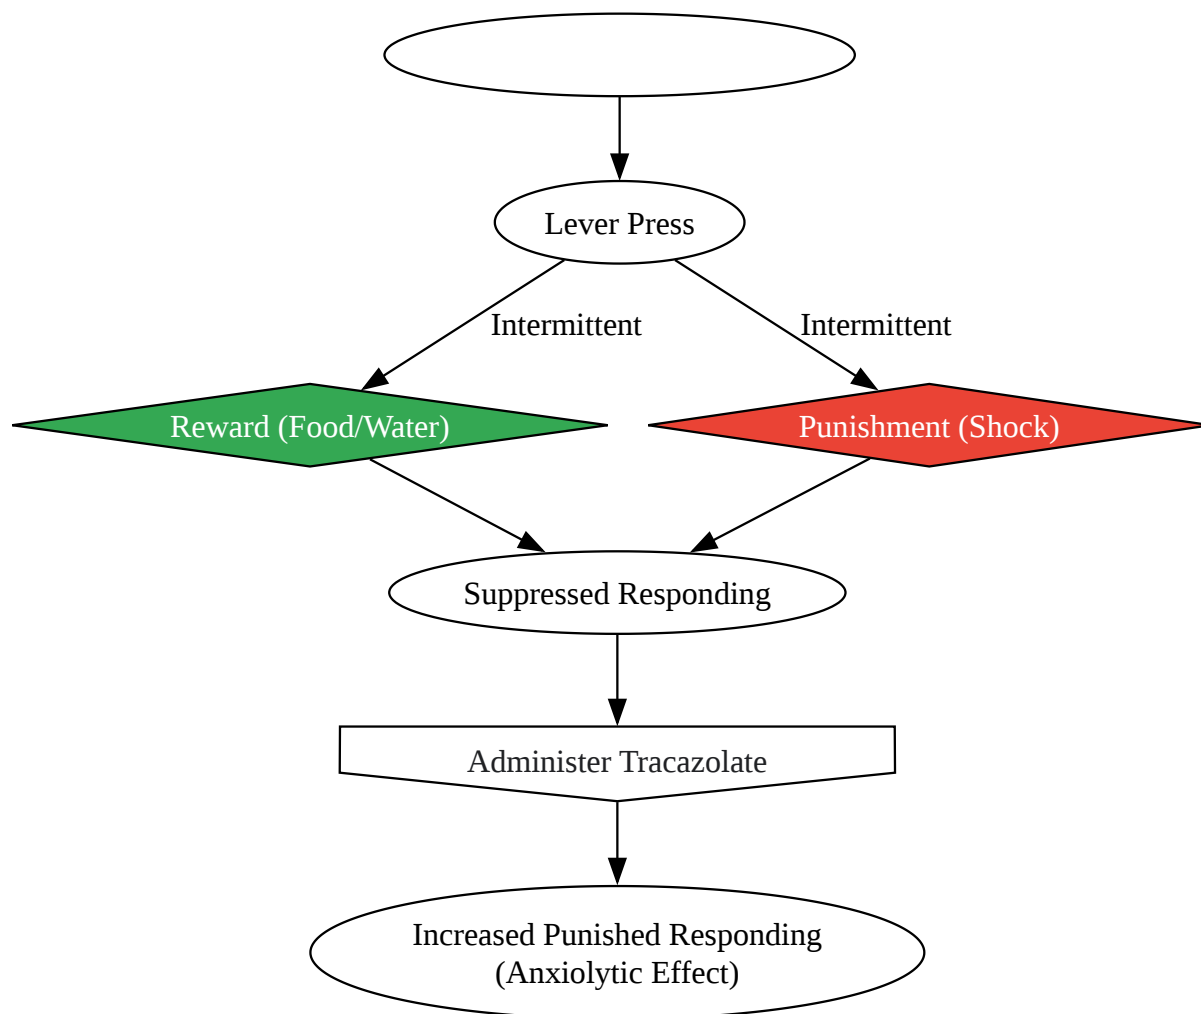 Lever Press
Intermittent
Intermittent
Reward (Food/Water)
Punishment (Shock)
Suppressed Responding
Administer Tracazolate
Increased Punished Responding
(Anxiolytic Effect)